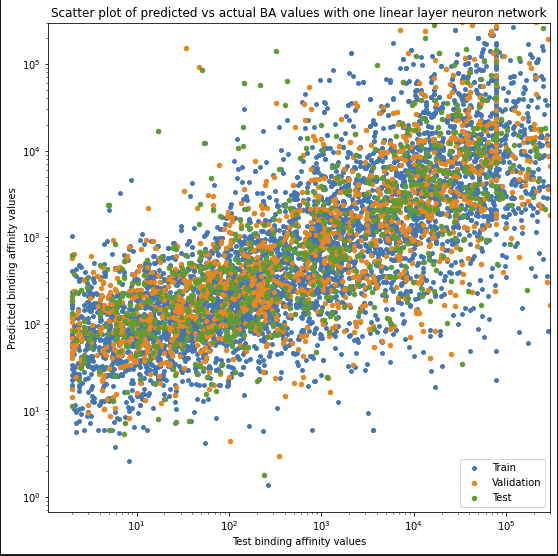 Scatter plot of predicted vs actual BA values with one linear layer neuron network
Predicted binding affinity values
10⁵
10⁴
10³
10²
10¹
10⁰
10¹ 10² 10³ 10⁴ 10⁵
Test binding affinity values
Train
Validation
Test